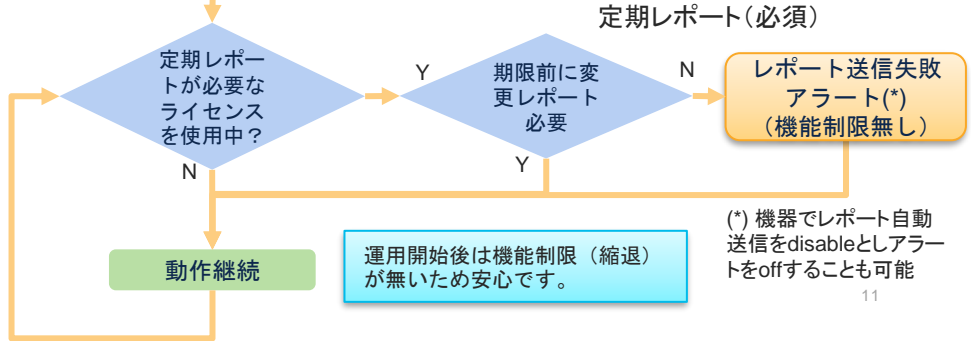 定期レポート(必須)
定期レポー
トが必要な
ライセンス
を使用中？
Y
期限前に変
更レポート
必要
N
レポート送信失敗
アラート(*)
（機能制限無し）
N
Y
動作継続
運用開始後は機能制限（縮退）
が無いため安心です。
(*) 機器でレポート自動
送信をdisableとしアラー
トをoffすることも可能
11